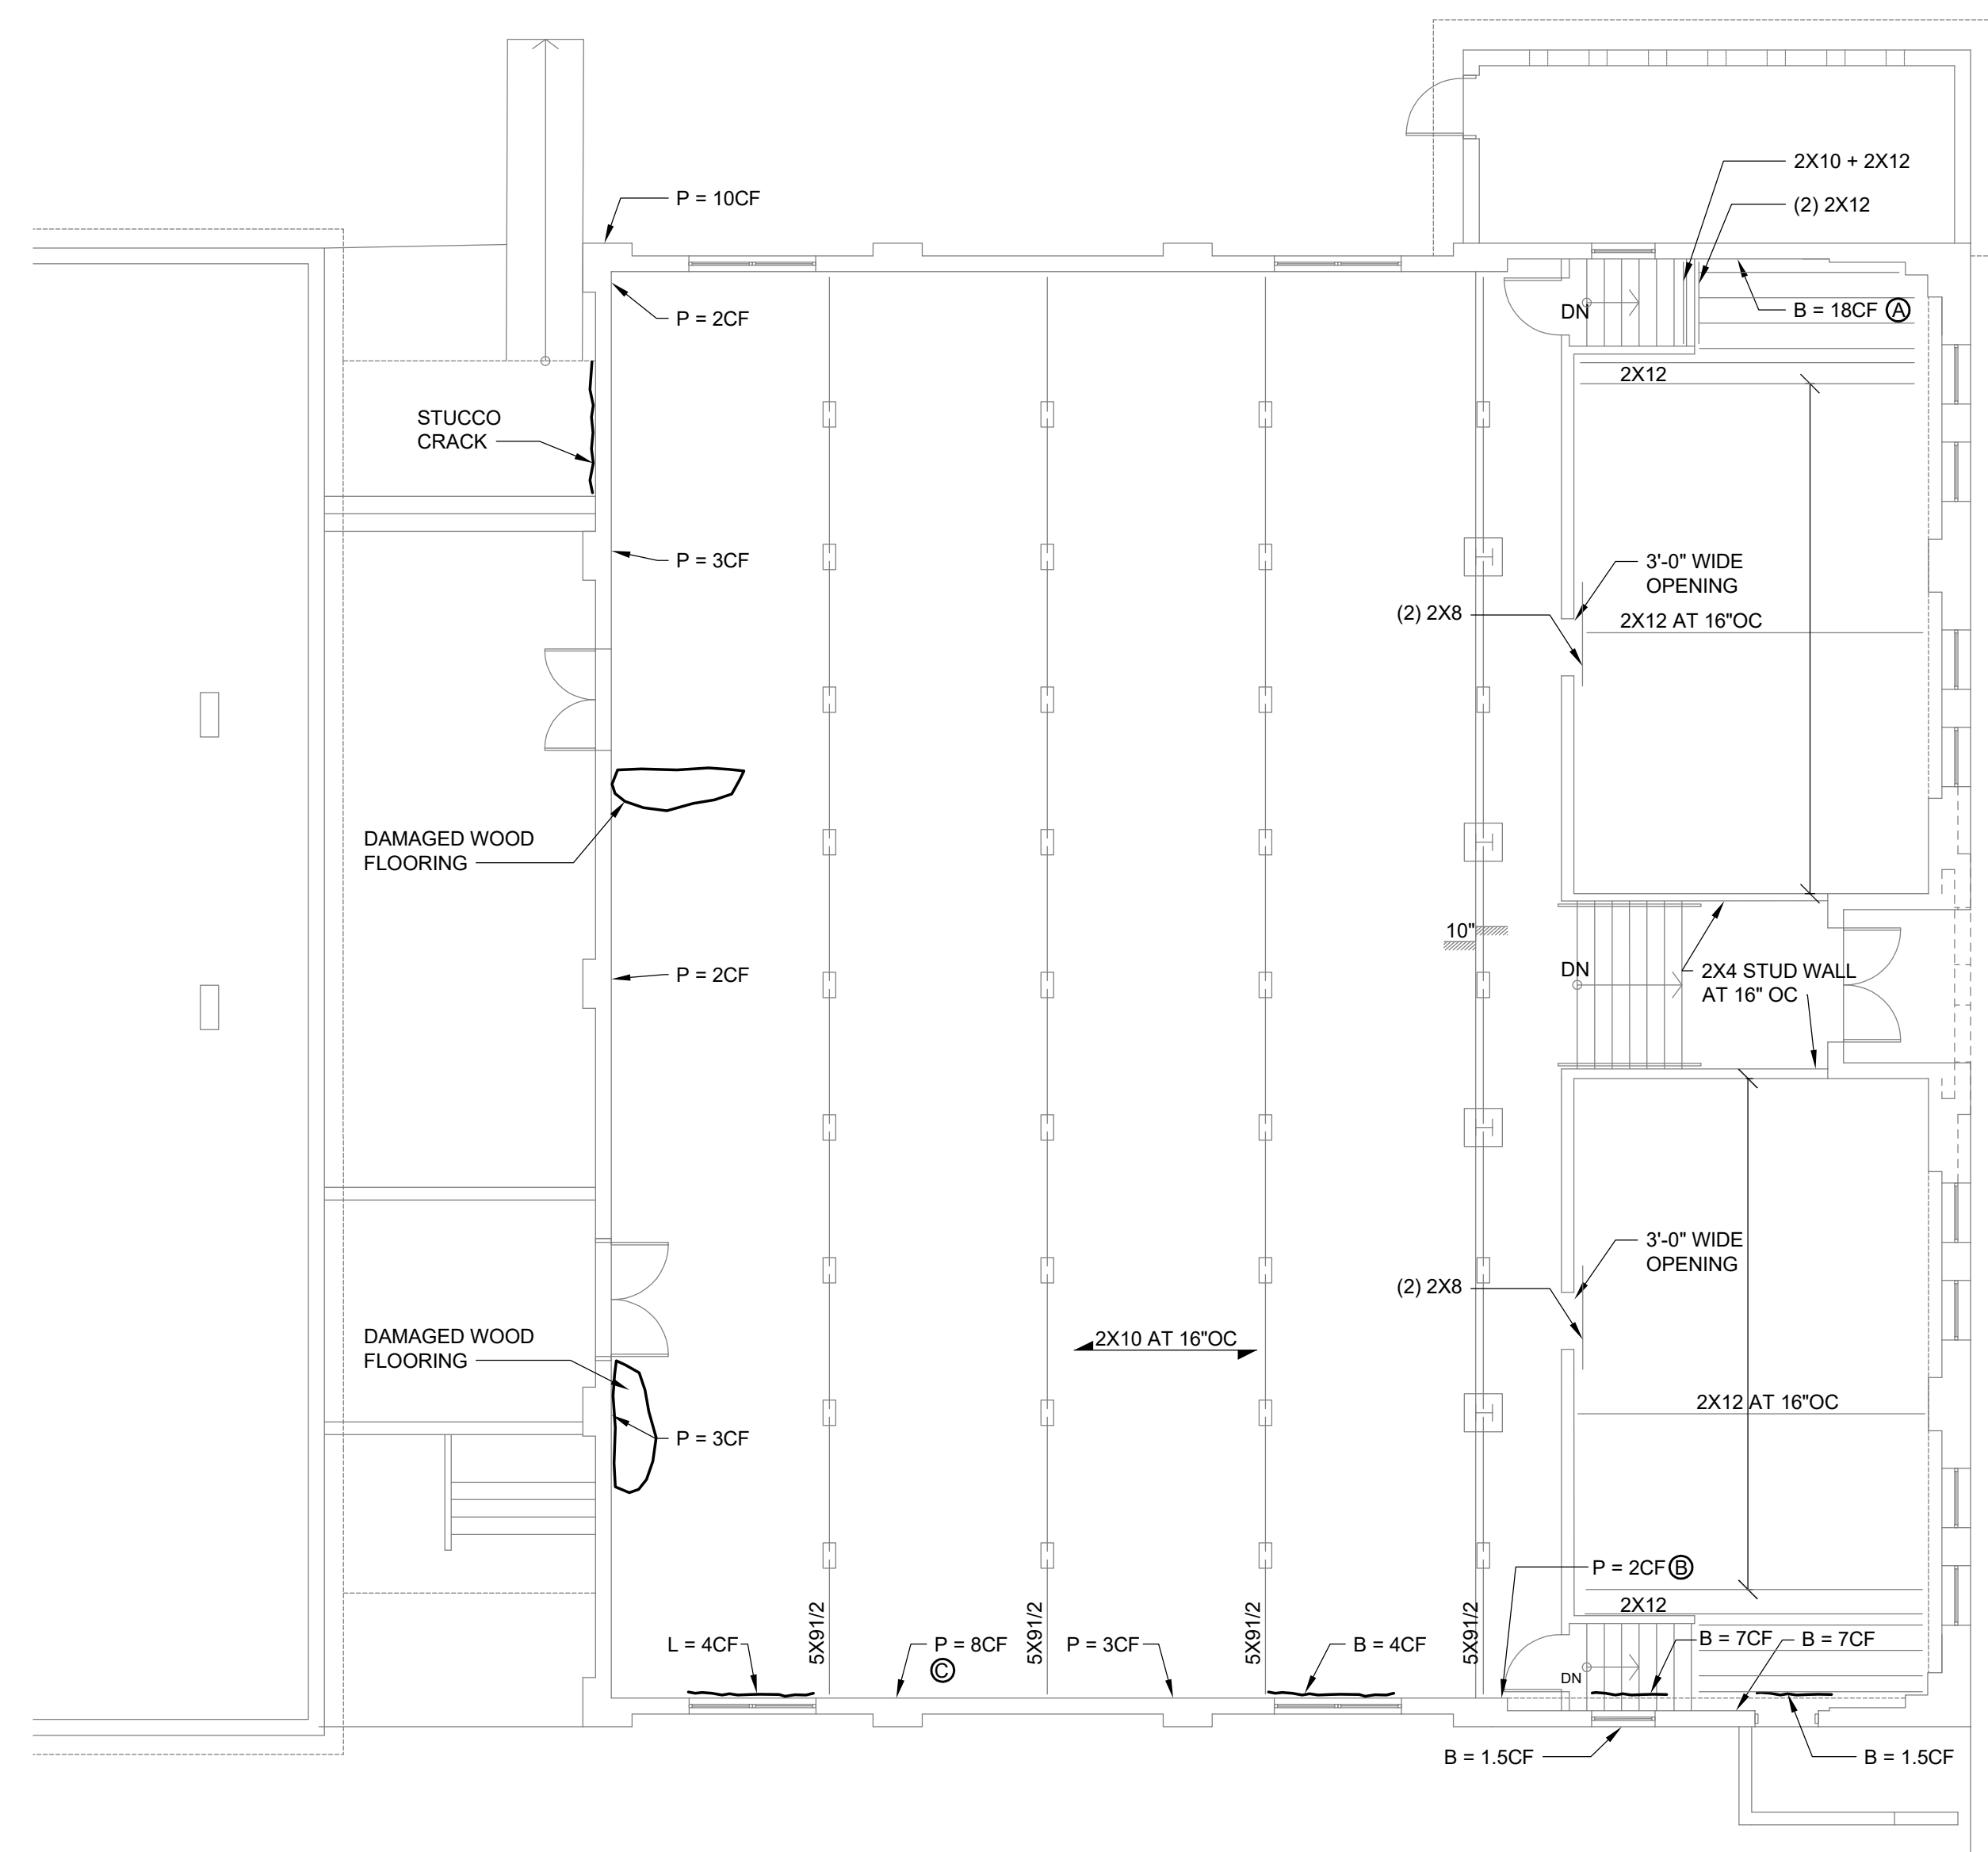 2X10 + 2X12
(2) 2X12
P = 10CF
B = 18CF Ⓐ
DN
P = 2CF
2X12
STUCCO
CRACK
P = 3CF
3'-0" WIDE
OPENING
(2) 2X8
2X12 AT 16"OC
DAMAGED WOOD
FLOORING
10"
P = 2CF
DN
2X4 STUD WALL
AT 16" OC
3'-0" WIDE
OPENING
(2) 2X8
DAMAGED WOOD
FLOORING
2X10 AT 16"OC
2X12 AT 16"OC
P = 3CF
P = 2CF Ⓑ
2X12
5X91/2
5X91/2
5X91/2
5X91/2
L = 4CF
P = 8CF
Ⓒ
P = 3CF
B = 4CF
B = 7CF
B = 7CF
DN
B = 1.5CF
B = 1.5CF